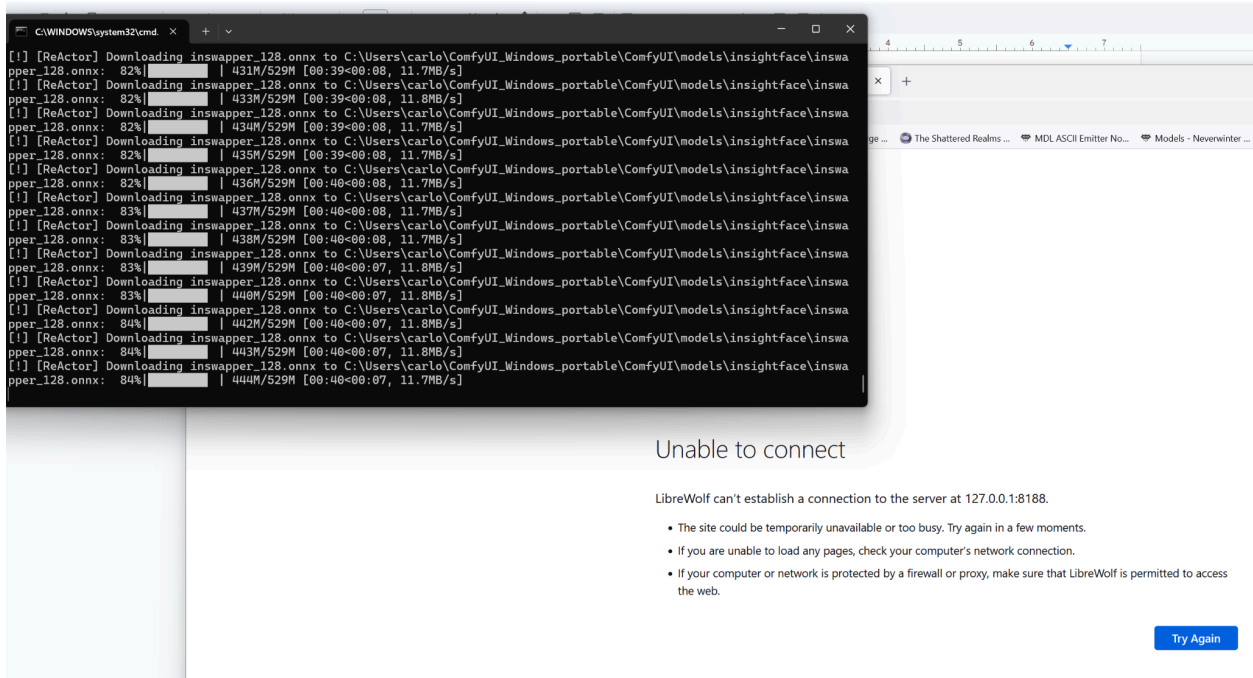 C:\WINDOWS\system32\cmd.
[!] [ReActor] Downloading inswapper_128.onnx to C:\Users\carlo\ComfyUI_Windows_portable\ComfyUI\models\insightface\inswa
pper_128.onnx:  82%| | 431M/529M [00:39<00:08, 11.7MB/s]
[!] [ReActor] Downloading inswapper_128.onnx to C:\Users\carlo\ComfyUI_Windows_portable\ComfyUI\models\insightface\inswa
pper_128.onnx:  82%| | 433M/529M [00:39<00:08, 11.8MB/s]
[!] [ReActor] Downloading inswapper_128.onnx to C:\Users\carlo\ComfyUI_Windows_portable\ComfyUI\models\insightface\inswa
pper_128.onnx:  82%| | 434M/529M [00:39<00:08, 11.7MB/s]
[!] [ReActor] Downloading inswapper_128.onnx to C:\Users\carlo\ComfyUI_Windows_portable\ComfyUI\models\insightface\inswa
pper_128.onnx:  82%| | 435M/529M [00:39<00:08, 11.7MB/s]
[!] [ReActor] Downloading inswapper_128.onnx to C:\Users\carlo\ComfyUI_Windows_portable\ComfyUI\models\insightface\inswa
pper_128.onnx:  82%| | 436M/529M [00:40<00:08, 11.7MB/s]
[!] [ReActor] Downloading inswapper_128.onnx to C:\Users\carlo\ComfyUI_Windows_portable\ComfyUI\models\insightface\inswa
pper_128.onnx:  83%| | 437M/529M [00:40<00:08, 11.7MB/s]
[!] [ReActor] Downloading inswapper_128.onnx to C:\Users\carlo\ComfyUI_Windows_portable\ComfyUI\models\insightface\inswa
pper_128.onnx:  83%| | 438M/529M [00:40<00:08, 11.7MB/s]
[!] [ReActor] Downloading inswapper_128.onnx to C:\Users\carlo\ComfyUI_Windows_portable\ComfyUI\models\insightface\inswa
pper_128.onnx:  83%| | 439M/529M [00:40<00:07, 11.8MB/s]
[!] [ReActor] Downloading inswapper_128.onnx to C:\Users\carlo\ComfyUI_Windows_portable\ComfyUI\models\insightface\inswa
pper_128.onnx:  83%| | 440M/529M [00:40<00:07, 11.8MB/s]
[!] [ReActor] Downloading inswapper_128.onnx to C:\Users\carlo\ComfyUI_Windows_portable\ComfyUI\models\insightface\inswa
pper_128.onnx:  84%| | 442M/529M [00:40<00:07, 11.8MB/s]
[!] [ReActor] Downloading inswapper_128.onnx to C:\Users\carlo\ComfyUI_Windows_portable\ComfyUI\models\insightface\inswa
pper_128.onnx:  84%| | 443M/529M [00:40<00:07, 11.8MB/s]
[!] [ReActor] Downloading inswapper_128.onnx to C:\Users\carlo\ComfyUI_Windows_portable\ComfyUI\models\insightface\inswa
pper_128.onnx:  84%| | 444M/529M [00:40<00:07, 11.7MB/s]
4 5 6 7
ge ... The Shattered Realms ... MDL ASCII Emitter No... Models - Neverwinter ...
Unable to connect
LibreWolf can't establish a connection to the server at 127.0.0.1:8188.
• The site could be temporarily unavailable or too busy. Try again in a few moments.
• If you are unable to load any pages, check your computer's network connection.
• If your computer or network is protected by a firewall or proxy, make sure that LibreWolf is permitted to access
the web.
Try Again